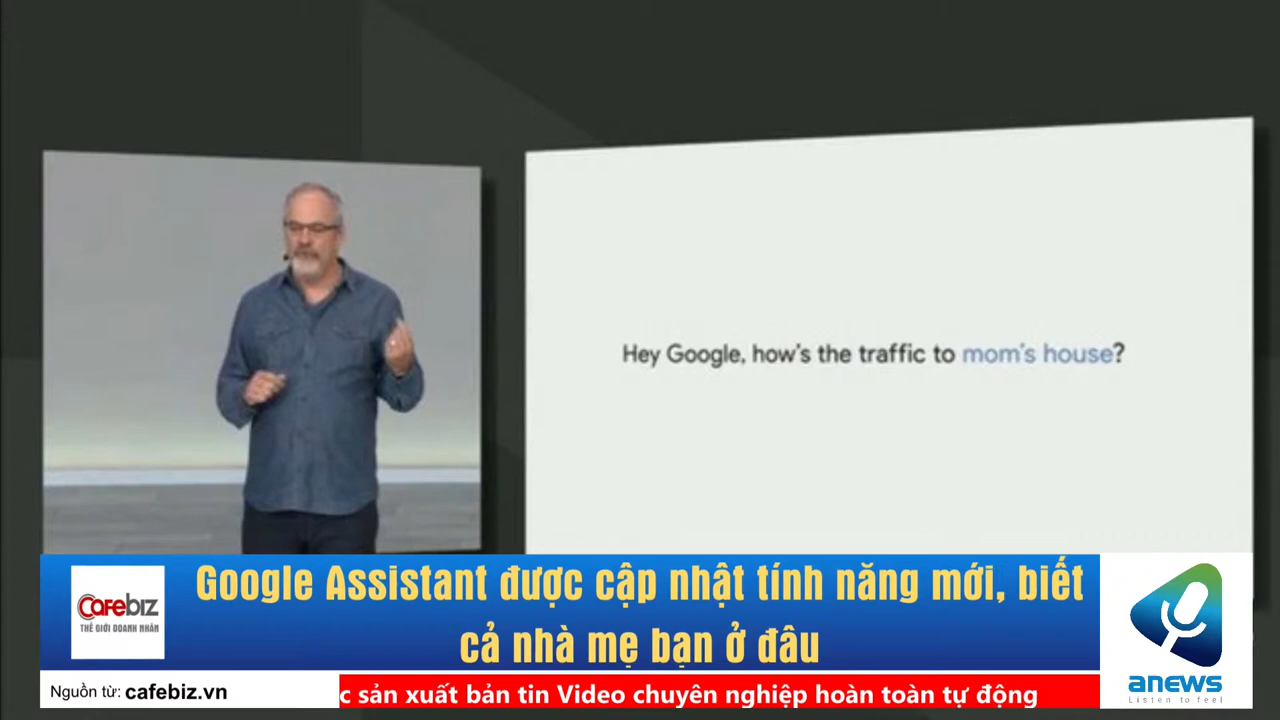 Hey Google, how's the traffic to mom's house?
Google Assistant được cập nhật tính năng mới, biết
cả nhà mẹ bạn ở đâu
Cafebiz
THẾ GIỚI DOANH NHÂN
anews
Listen to feel
Nguồn từ: cafebiz.vn
sản xuất bản tin Video chuyên nghiệp hoàn toàn tự động